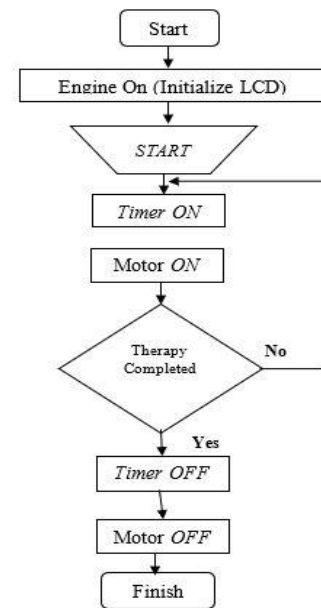 Start
Engine On (Initialize LCD)
START
Timer ON
Motor ON
Therapy
Completed
No
Yes
Timer OFF
Motor OFF
Finish